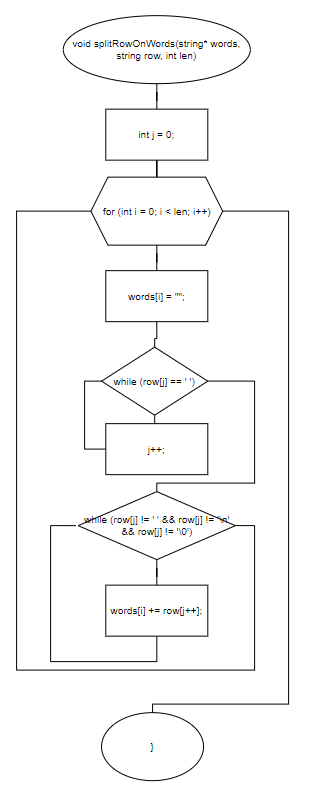 void splitRowOnWords(string* words,
string row, int len)
int j = 0;
for (int i = 0; i < len; i++)
words[i] = "";
while (row[j] == ' ')
j++;
while (row[j] != ' ' && row[j] != '\n'
&& row[j] != '\0')
words[i] += row[j++];
}